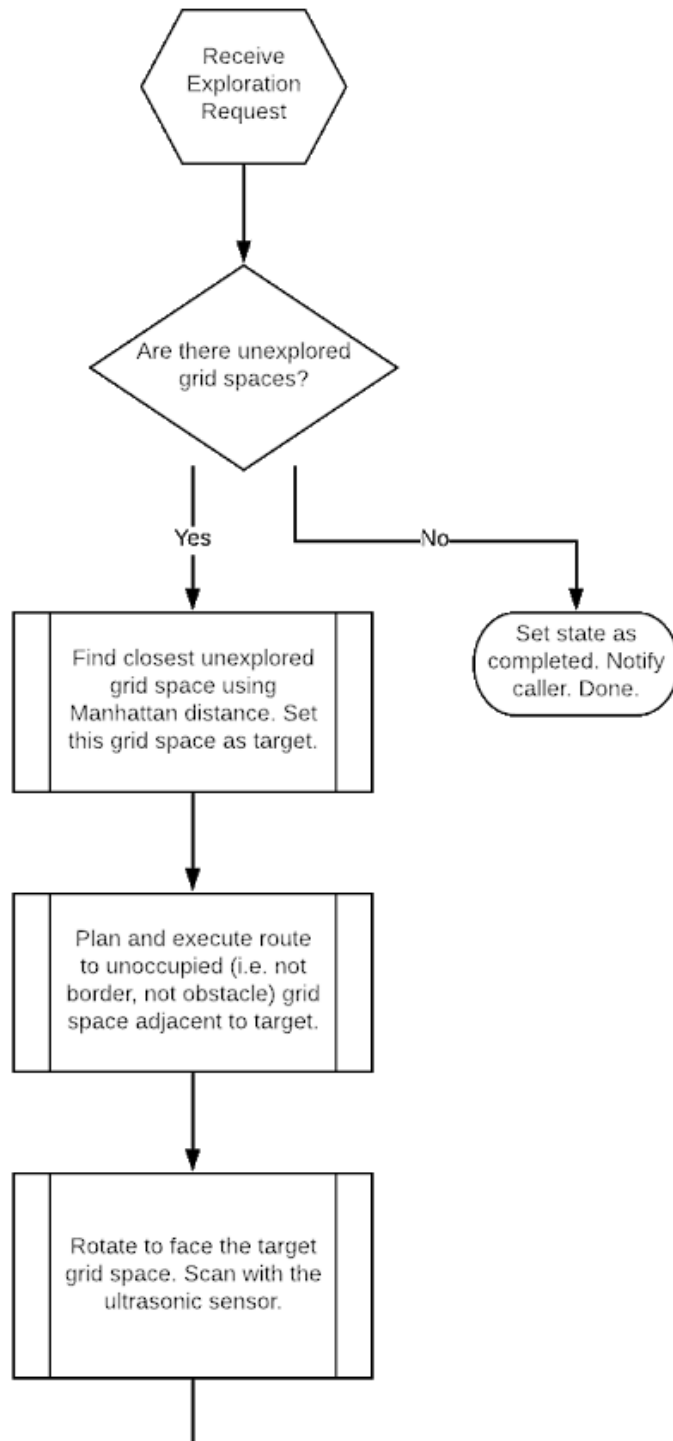 Receive
Exploration
Request
Are there unexplored
grid spaces?
Yes
No
Find closest unexplored
grid space using
Manhattan distance. Set
this grid space as target.
Set state as
completed. Notify
caller. Done.
Plan and execute route
to unoccupied (i.e. not
border, not obstacle) grid
space adjacent to target.
Rotate to face the target
grid space. Scan with the
ultrasonic sensor.